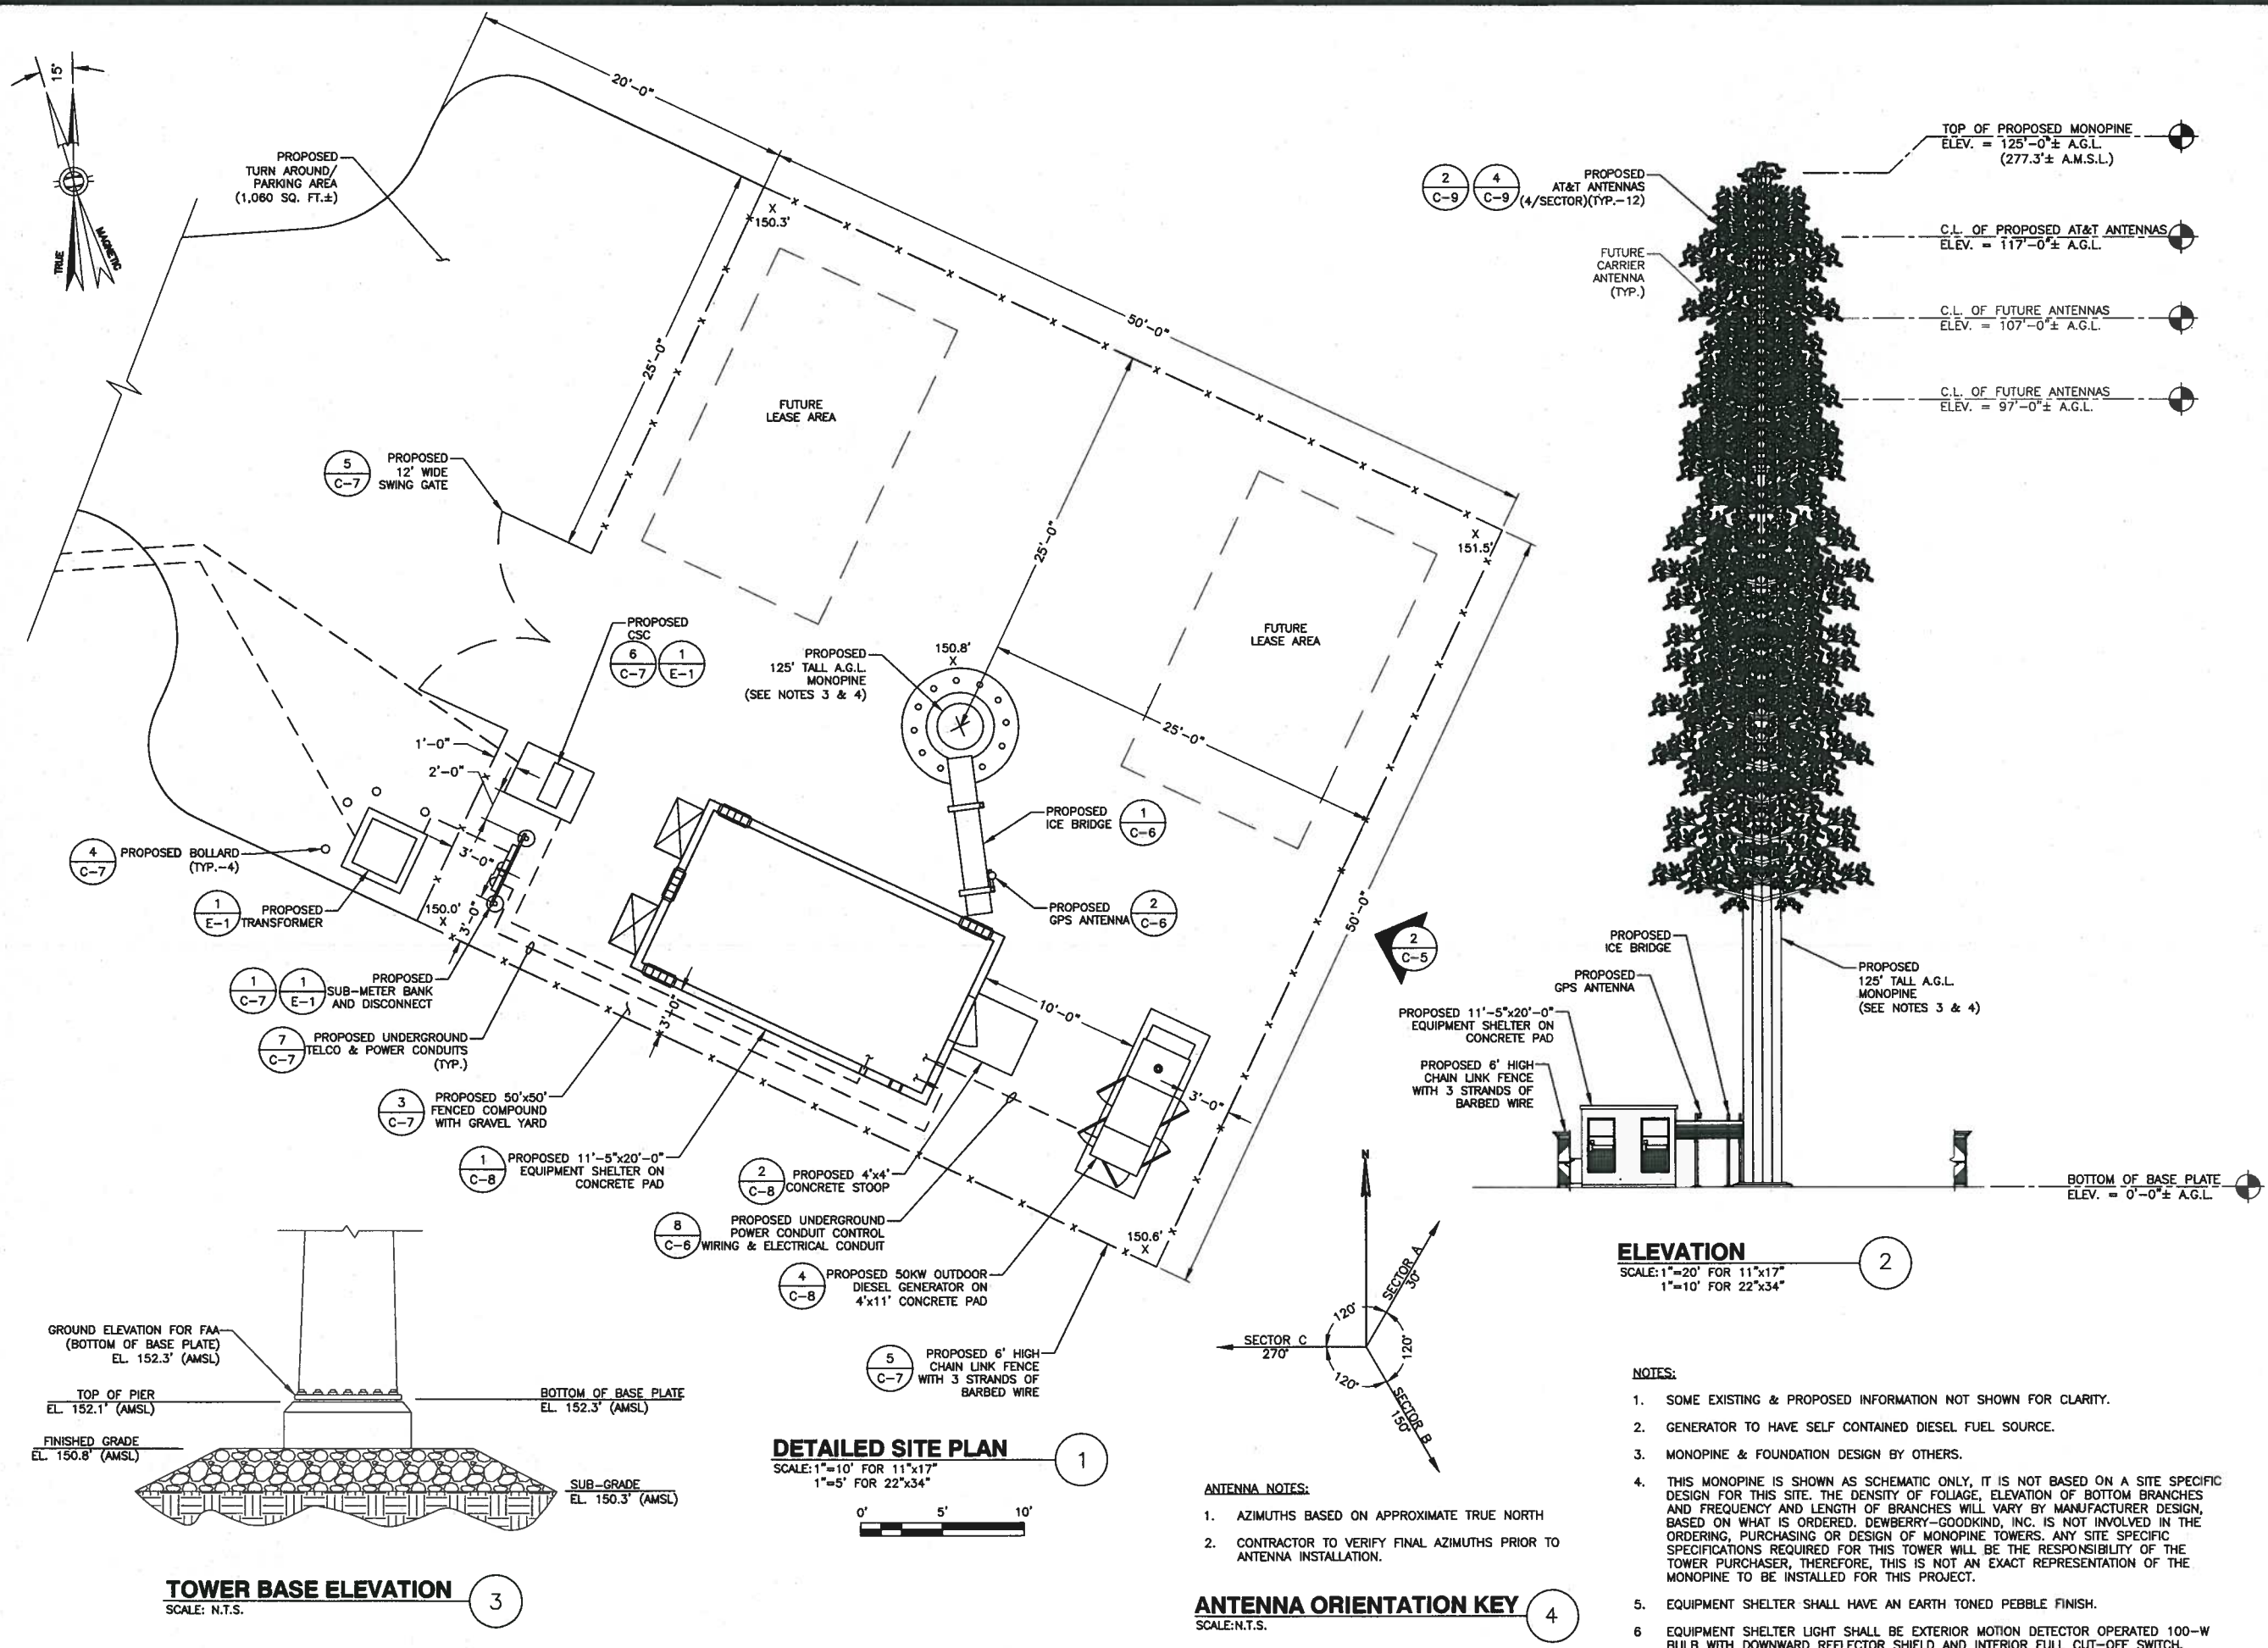 15°
TRUE
MAGNETIC
20'-0"
PROPOSED
TURN AROUND/
PARKING AREA
(1,060 SQ. FT.±)
X
150.3'
25'-0"
50'-0"
FUTURE
LEASE AREA
5
C-7
PROPOSED
12' WIDE
SWING GATE
25'-0"
X
151.5'
FUTURE
LEASE AREA
PROPOSED
CSC
6
C-7
1
E-1
PROPOSED
125' TALL A.G.L.
MONOPINE
(SEE NOTES 3 & 4)
150.8'
X
25'-0"
1'-0"
2'-0"
3'-0"
3'-0"
4
C-7
PROPOSED BOLLARD
(TYP.-4)
1
E-1
PROPOSED
TRANSFORMER
150.0'
X
PROPOSED
ICE BRIDGE
1
C-6
PROPOSED
GPS ANTENNA
2
C-6
50'-0"
2
C-5
1
C-7
1
E-1
PROPOSED
SUB-METER BANK
AND DISCONNECT
7
C-7
PROPOSED UNDERGROUND
TELCO & POWER CONDUITS
(TYP.)
3'-0"
10'-0"
3'-0"
3
C-7
PROPOSED 50'x50'
FENCED COMPOUND
WITH GRAVEL YARD
1
C-8
PROPOSED 11'-5"x20'-0"
EQUIPMENT SHELTER ON
CONCRETE PAD
2
C-8
PROPOSED 4'x4'
CONCRETE STOOP
8
C-6
PROPOSED UNDERGROUND
POWER CONDUIT CONTROL
WIRING & ELECTRICAL CONDUIT
4
C-8
PROPOSED 50KW OUTDOOR
DIESEL GENERATOR ON
4'x11' CONCRETE PAD
150.6'
X
5
C-7
PROPOSED 6' HIGH
CHAIN LINK FENCE
WITH 3 STRANDS OF
BARBED WIRE
DETAILED SITE PLAN
SCALE: 1"=10' FOR 11"x17"
1"=5' FOR 22"x34"
1
0'
5'
10'
2
C-9
4
C-9
PROPOSED
AT&T ANTENNAS
(4/SECTOR)(TYP.-12)
FUTURE
CARRIER
ANTENNA
(TYP.)
TOP OF PROPOSED MONOPINE
ELEV. = 125'-0"± A.G.L.
(277.3'± A.M.S.L.)
C.L. OF PROPOSED AT&T ANTENNAS
ELEV. = 117'-0"± A.G.L.
C.L. OF FUTURE ANTENNAS
ELEV. = 107'-0"± A.G.L.
C.L. OF FUTURE ANTENNAS
ELEV. = 97'-0"± A.G.L.
PROPOSED
ICE BRIDGE
PROPOSED
GPS ANTENNA
PROPOSED 11'-5"x20'-0"
EQUIPMENT SHELTER ON
CONCRETE PAD
PROPOSED 6' HIGH
CHAIN LINK FENCE
WITH 3 STRANDS OF
BARBED WIRE
PROPOSED
125' TALL A.G.L.
MONOPINE
(SEE NOTES 3 & 4)
BOTTOM OF BASE PLATE
ELEV. = 0'-0"± A.G.L.
ELEVATION
SCALE: 1"=20' FOR 11"x17"
1"=10' FOR 22"x34"
2
GROUND ELEVATION FOR FAA
(BOTTOM OF BASE PLATE)
EL. 152.3' (AMSL)
TOP OF PIER
EL. 152.1' (AMSL)
BOTTOM OF BASE PLATE
EL. 152.3' (AMSL)
FINISHED GRADE
EL. 150.8' (AMSL)
SUB-GRADE
EL. 150.3' (AMSL)
TOWER BASE ELEVATION
SCALE: N.T.S.
3
N
SECTOR A
30°
120°
120°
120°
SECTOR C
270°
SECTOR B
150°
ANTENNA NOTES:
1. AZIMUTHS BASED ON APPROXIMATE TRUE NORTH
2. CONTRACTOR TO VERIFY FINAL AZIMUTHS PRIOR TO
ANTENNA INSTALLATION.
ANTENNA ORIENTATION KEY
SCALE:N.T.S.
4
NOTES:
1. SOME EXISTING & PROPOSED INFORMATION NOT SHOWN FOR CLARITY.
2. GENERATOR TO HAVE SELF CONTAINED DIESEL FUEL SOURCE.
3. MONOPINE & FOUNDATION DESIGN BY OTHERS.
4. THIS MONOPINE IS SHOWN AS SCHEMATIC ONLY, IT IS NOT BASED ON A SITE SPECIFIC
DESIGN FOR THIS SITE. THE DENSITY OF FOLIAGE, ELEVATION OF BOTTOM BRANCHES
AND FREQUENCY AND LENGTH OF BRANCHES WILL VARY BY MANUFACTURER DESIGN,
BASED ON WHAT IS ORDERED. DEWBERRY-GOODKIND, INC. IS NOT INVOLVED IN THE
ORDERING, PURCHASING OR DESIGN OF MONOPINE TOWERS. ANY SITE SPECIFIC
SPECIFICATIONS REQUIRED FOR THIS TOWER WILL BE THE RESPONSIBILITY OF THE
TOWER PURCHASER, THEREFORE, THIS IS NOT AN EXACT REPRESENTATION OF THE
MONOPINE TO BE INSTALLED FOR THIS PROJECT.
5. EQUIPMENT SHELTER SHALL HAVE AN EARTH TONED PEBBLE FINISH.
6 EQUIPMENT SHELTER LIGHT SHALL BE EXTERIOR MOTION DETECTOR OPERATED 100-W
BULB WITH DOWNWARD REFLECTOR SHIELD AND INTERIOR FULL CUT-OFF SWITCH.